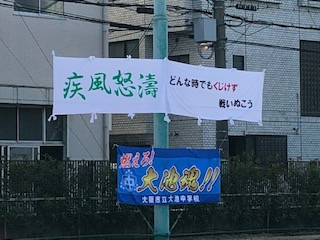 疾風怒濤
どんな時でもくじけず
戦いぬこう
燃えろ!
大池魂!!
大阪市立大池中学校